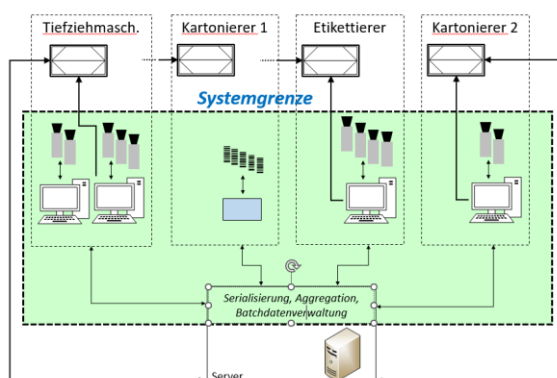 Tiefziehmasch.
Kartonierer 1
Etikettierer
Kartonierer 2
Systemgrenze
Serialisierung, Aggregation,
Batchdatenverwaltung
Server